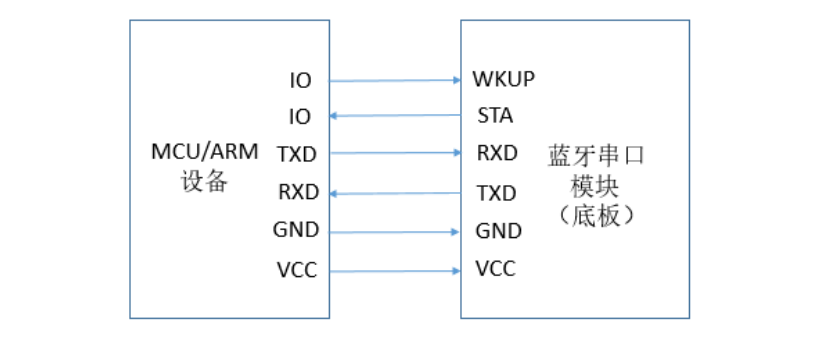 IO WKUP
IO STA
MCU/ARM TXD RXD 蓝牙串口
设备 模块
RXD TXD （底板）
GND GND
VCC VCC